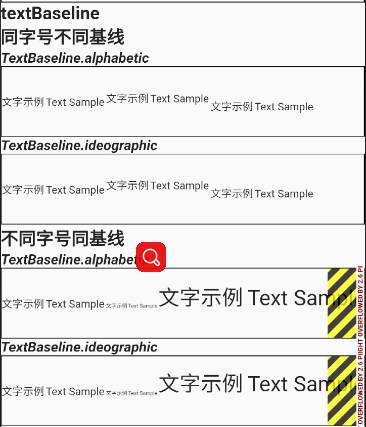 textBaseline
同字号不同基线
TextBaseline.alphabetic
文字示例 Text Sample 文字示例 Text Sample 文字示例 Text Sample
TextBaseline.ideographic
文字示例 Text Sample 文字示例 Text Sample 文字示例 Text Sample
不同字号同基线
TextBaseline.alphabet
文字示例 Text Sample 文字示例 Text Sample 文字示例 Text Sample
RIGHT OVERFLOWED BY 2.6 PI
TextBaseline.ideographic
文字示例 Text Sample 文字示例 Text Sample 文字示例 Text Sample
OVERFLOWED BY 2.6 PI